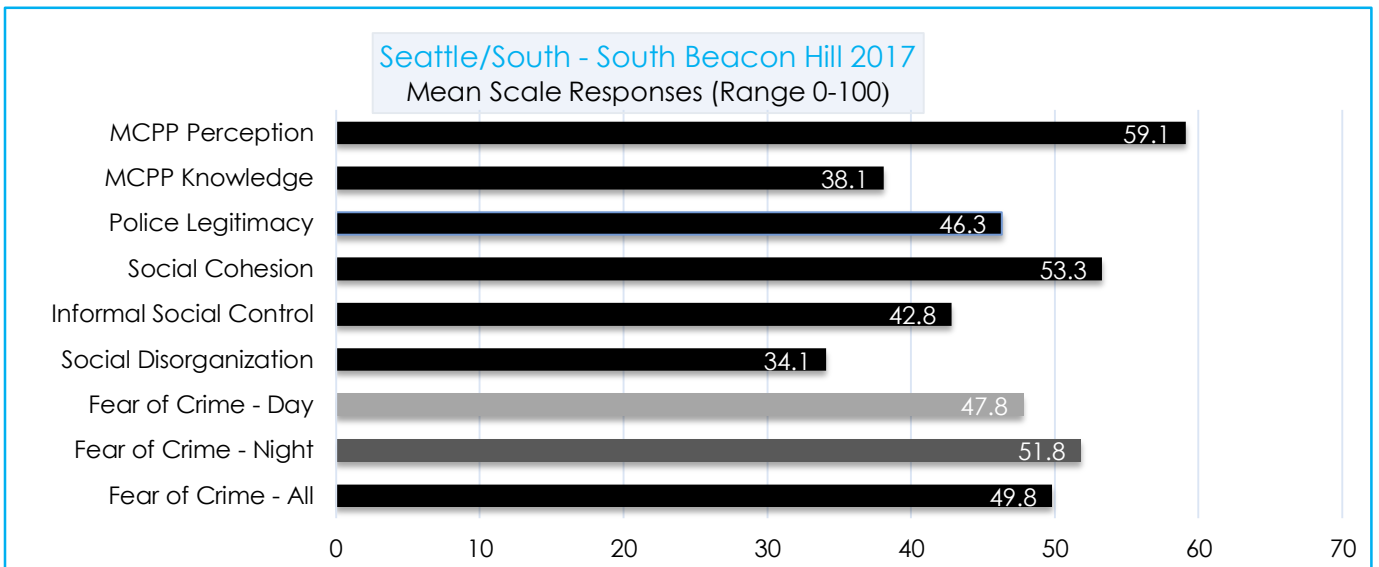 Seattle/South - South Beacon Hill 2017
Mean Scale Responses (Range 0-100)
MCPP Perception 59.1
MCPP Knowledge 38.1
Police Legitimacy 46.3
Social Cohesion 53.3
Informal Social Control 42.8
Social Disorganization 34.1
Fear of Crime - Day 47.8
Fear of Crime - Night 51.8
Fear of Crime - All 49.8
0 10 20 30 40 50 60 70